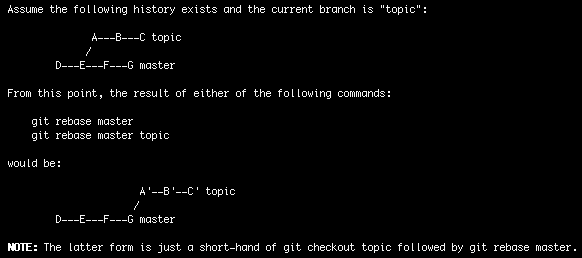 Assume the following history exists and the current branch is "topic":
A---B---C topic
/
D---E---F---G master
From this point, the result of either of the following commands:
git rebase master
git rebase master topic
would be:
A'--B'--C' topic
/
D---E---F---G master
NOTE: The latter form is just a short-hand of git checkout topic followed by git rebase master.